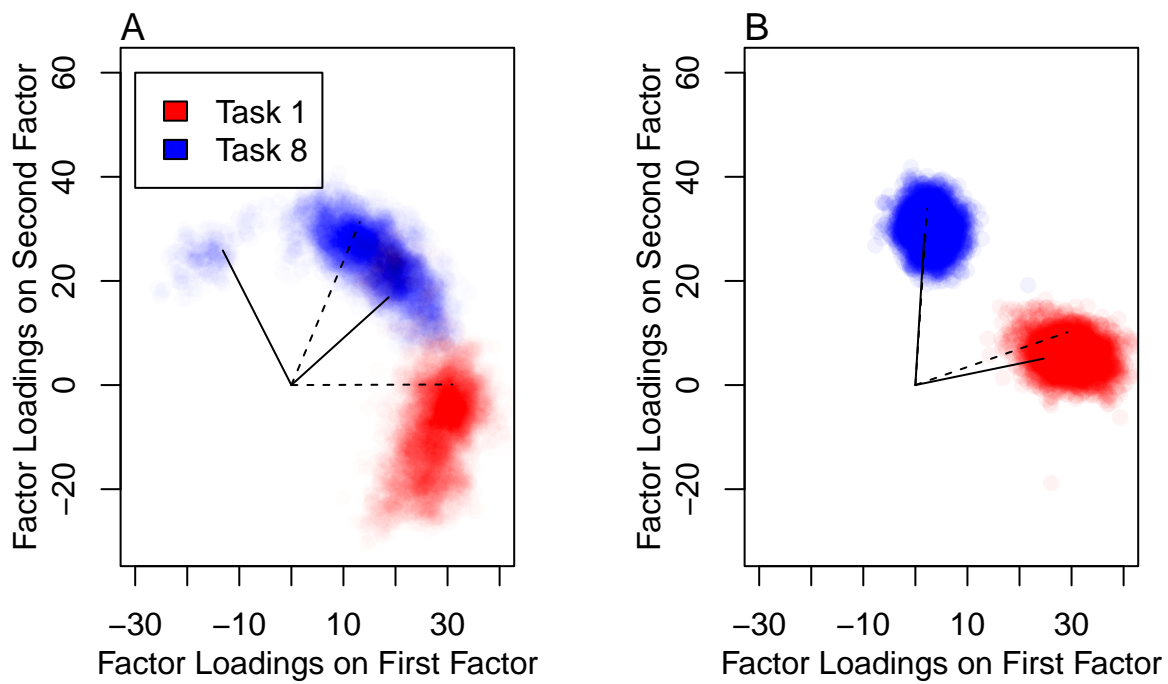 A
Factor Loadings on Second Factor
60
40
20
0
−20
Task 1
Task 8
−30
−10
10
30
Factor Loadings on First Factor
B
Factor Loadings on Second Factor
60
40
20
0
−20
−30
−10
10
30
Factor Loadings on First Factor